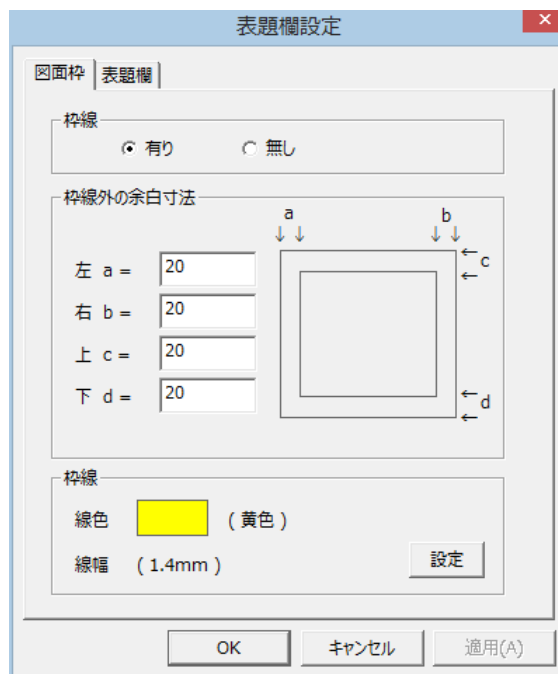 表題欄設定
図面枠 表題欄
枠線
有り 無し
枠線外の余白寸法
a b
↓ ↓ ↓ ↓
左 a = 20 ← c
←
右 b = 20
上 c = 20
下 d = 20 ← d
←
枠線
線色 ( 黄色 )
線幅 ( 1.4mm ) 設定
OK キャンセル 適用(A)